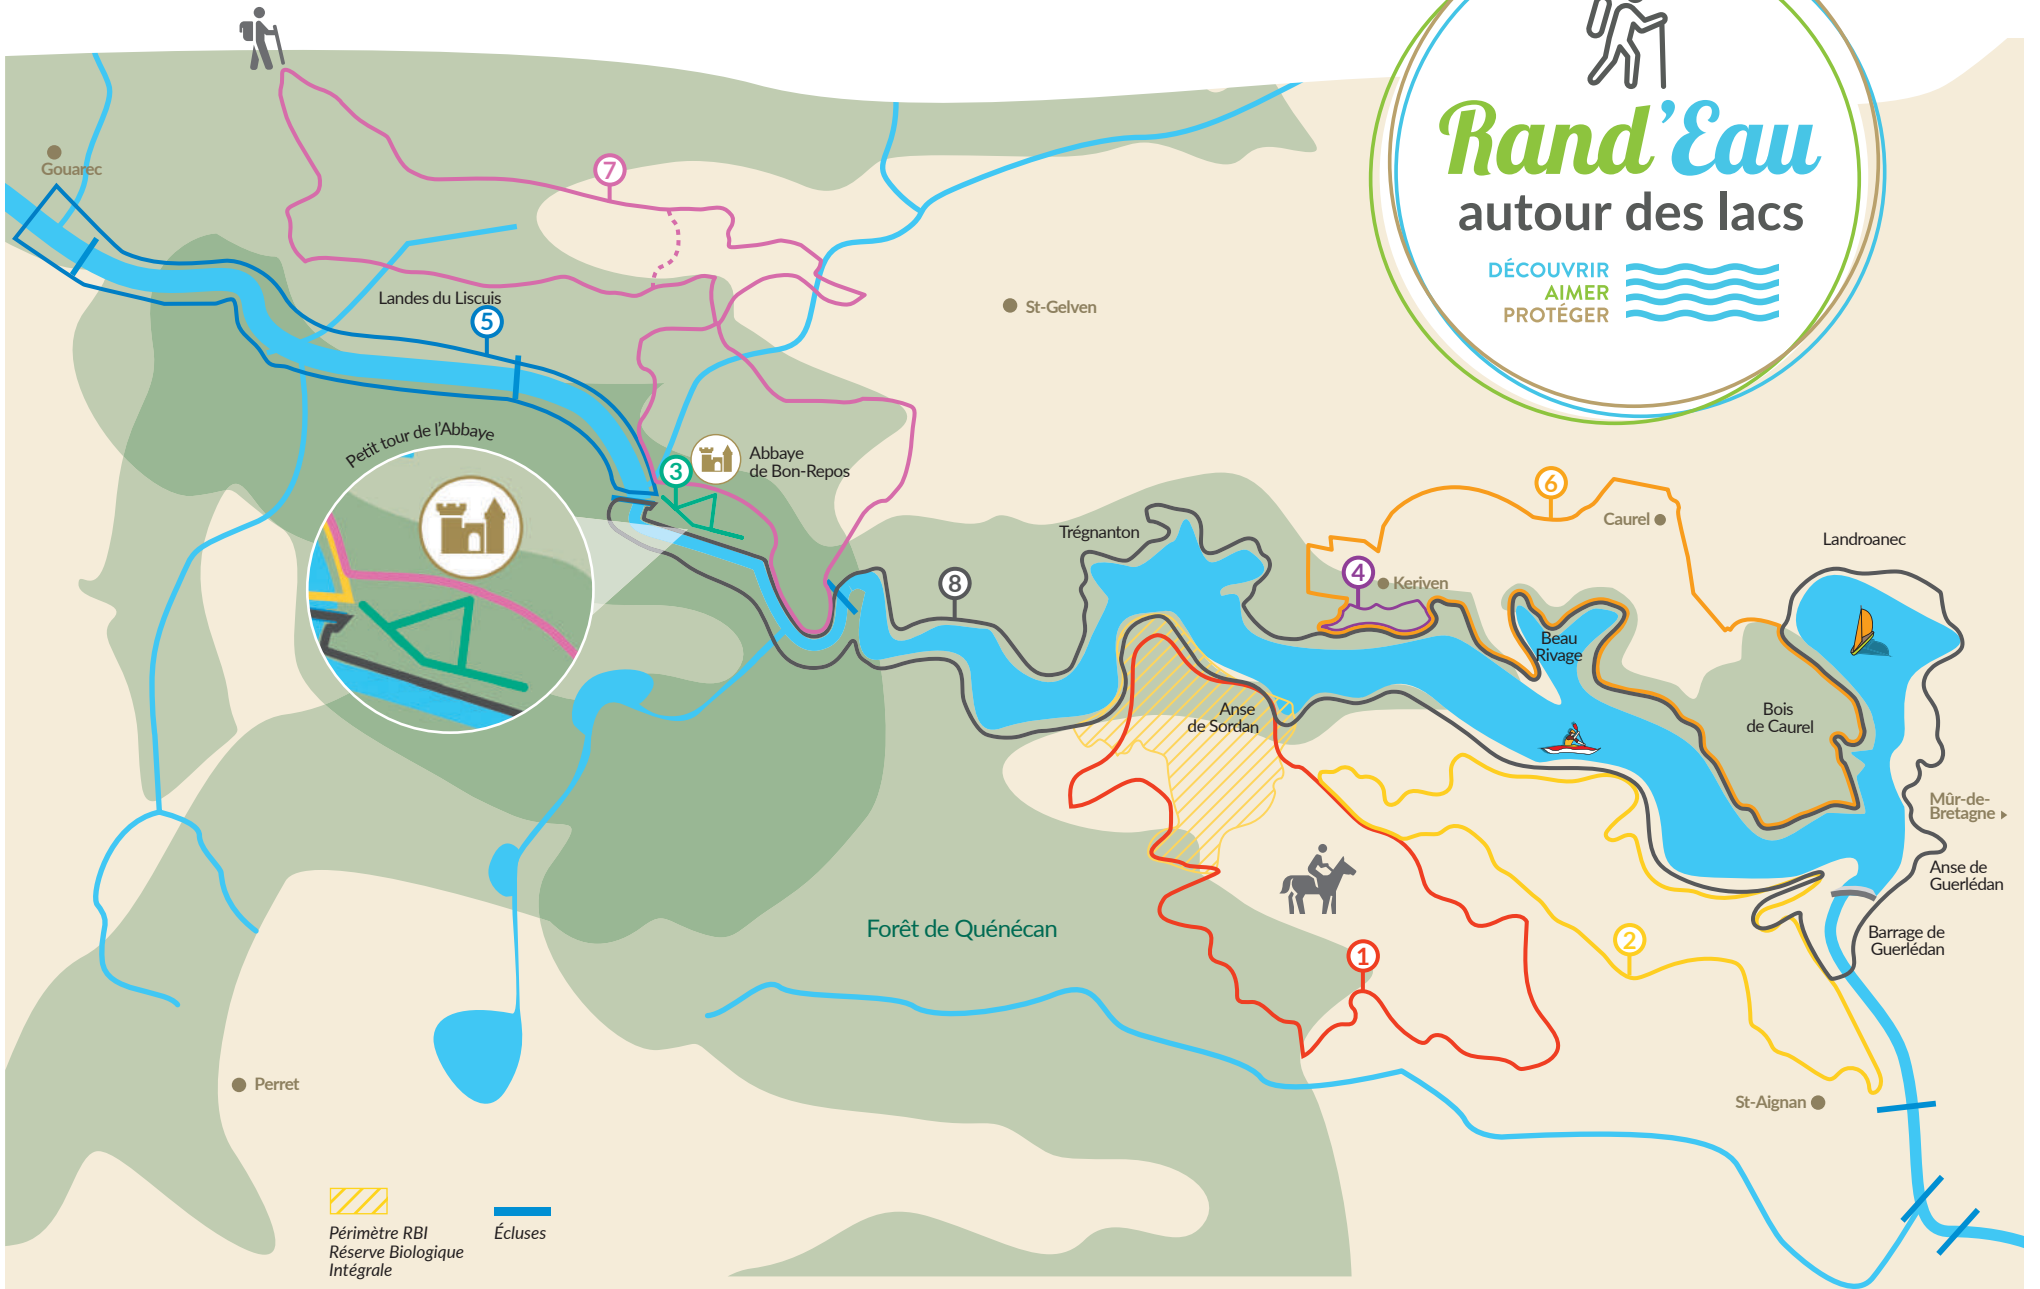 Rand'Eau
autour des lacs
DÉCOUVRIR
AIMER
PROTÉGER
Gouarec
7
Landes du Liscuis
5
St-Gelven
Petit tour de l'Abbaye
3
Abbaye
de Bon-Repos
8
Trégnanton
6
Caurel
4
Keriven
Landroanec
Beau
Rivage
Anse
de Sordan
Bois
de Caurel
Mûr-de-
Bretagne
Anse de
Guerlédan
Barrage de
Guerlédan
Forêt de Quénécan
1
2
Perret
St-Aignan
Périmètre RBI
Réserve Biologique
Intégrale
Écluses